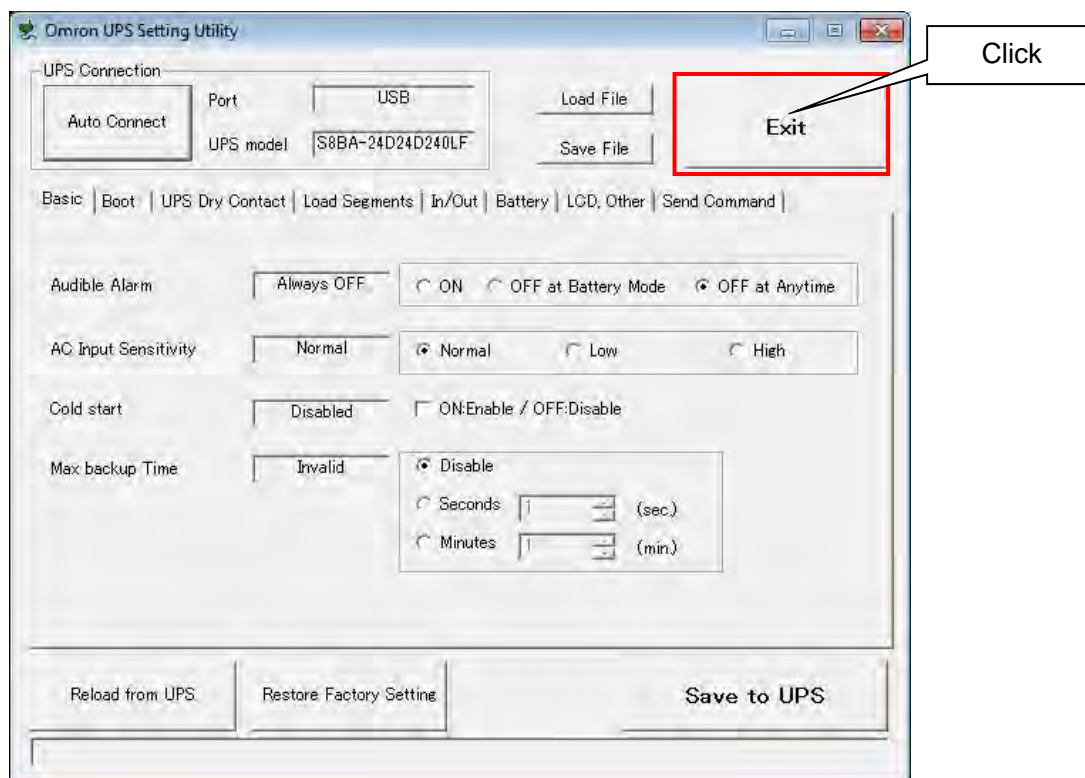 Omron UPS Setting Utility
Click
UPS Connection
Auto Connect
Port
USB
UPS model
S8BA-24D24D240LF
Load File
Save File
Exit
Basic
Boot
UPS Dry Contact
Load Segments
In/Out
Battery
LCD, Other
Send Command
Audible Alarm
Always OFF
ON
OFF at Battery Mode
OFF at Anytime
AC Input Sensitivity
Normal
Normal
Low
High
Cold start
Disabled
ON:Enable / OFF:Disable
Max backup Time
Invalid
Disable
Seconds
1
(sec.)
Minutes
1
(min.)
Reload from UPS
Restore Factory Setting
Save to UPS